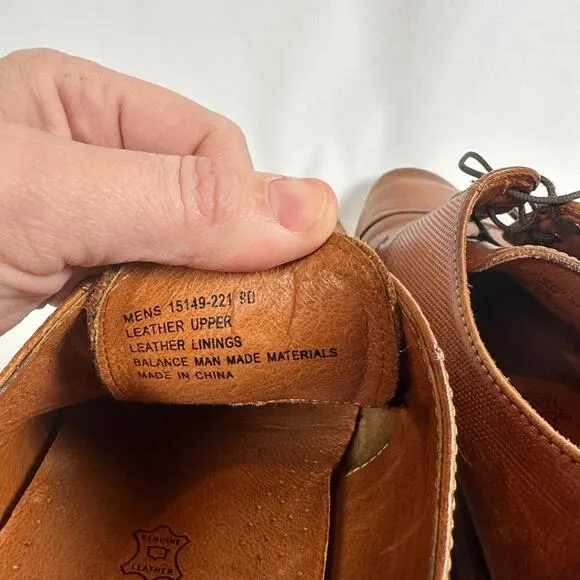 MENS 15149-221 9D
LEATHER UPPER
LEATHER LININGS
BALANCE MAN MADE MATERIALS
MADE IN CHINA
GENUINE
LEATHER